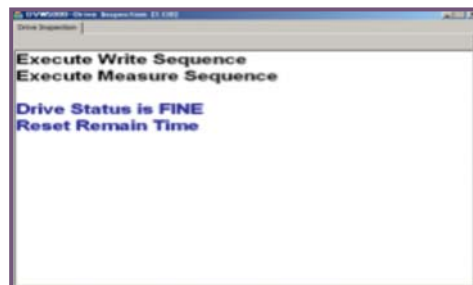 Drive Inspection
Execute Write Sequence
Execute Measure Sequence
Drive Status is FINE
Reset Remain Time